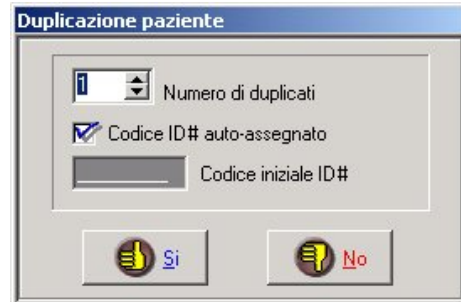 Duplicazione paziente
1 Numero di duplicati
Codice ID# auto-assegnato
Codice iniziale ID#
Si No